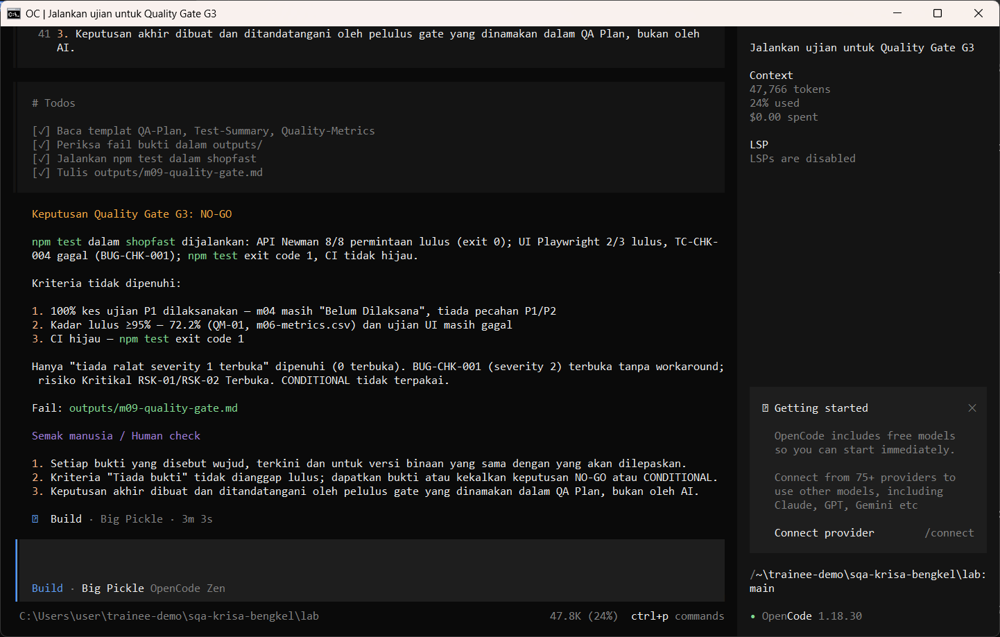 OC | Jalankan ujian untuk Quality Gate G3
41 3. Keputusan akhir dibuat dan ditandatangani oleh pelulus gate yang dinamakan dalam QA Plan, bukan oleh
AI.
# Todos
[✓] Baca templat QA-Plan, Test-Summary, Quality-Metrics
[✓] Periksa fail bukti dalam outputs/
[✓] Jalankan npm test dalam shopfast
[✓] Tulis outputs/m09-quality-gate.md
Keputusan Quality Gate G3: NO-GO
npm test dalam shopfast dijalankan: API Newman 8/8 permintaan lulus (exit 0); UI Playwright 2/3 lulus, TC-CHK-
004 gagal (BUG-CHK-001); npm test exit code 1, CI tidak hijau.
Kriteria tidak dipenuhi:
1. 100% kes ujian P1 dilaksanakan — m04 masih "Belum Dilaksana", tiada pecahan P1/P2
2. Kadar lulus ≥95% — 72.2% (QM-01, m06-metrics.csv) dan ujian UI masih gagal
3. CI hijau — npm test exit code 1
Hanya "tiada ralat severity 1 terbuka" dipenuhi (0 terbuka). BUG-CHK-001 (severity 2) terbuka tanpa workaround;
risiko Kritikal RSK-01/RSK-02 Terbuka. CONDITIONAL tidak terpakai.
Fail: outputs/m09-quality-gate.md
Semak manusia / Human check
1. Setiap bukti yang disebut wujud, terkini dan untuk versi binaan yang sama dengan yang akan dilepaskan.
2. Kriteria "Tiada bukti" tidak dianggap lulus; dapatkan bukti atau kekalkan keputusan NO-GO atau CONDITIONAL.
3. Keputusan akhir dibuat dan ditandatangani oleh pelulus gate yang dinamakan dalam QA Plan, bukan oleh AI.
Build · Big Pickle · 3m 3s
Build · Big Pickle OpenCode Zen
C:\Users\user\trainee-demo\sqa-krisa-bengkel\lab
47.8K (24%) ctrl+p commands
Jalankan ujian untuk Quality Gate G3
Context
47,766 tokens
24% used
$0.00 spent
LSP
LSPs are disabled
Getting started
OpenCode includes free models
so you can start immediately.
Connect from 75+ providers to
use other models, including
Claude, GPT, Gemini etc
Connect provider /connect
/~\trainee-demo\sqa-krisa-bengkel\lab:
main
• OpenCode 1.18.30